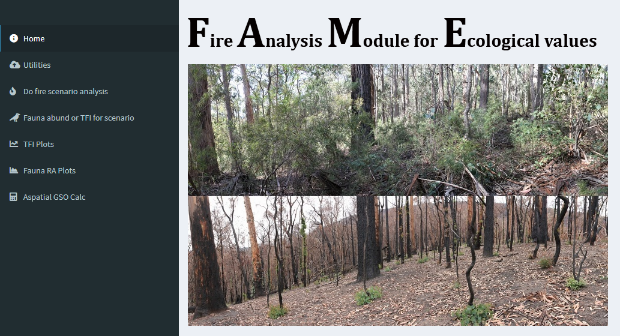 Fire Analysis Module for Ecological values
Home
Utilities
Do fire scenario analysis
Fauna abund or TFI for scenario
TFI Plots
Fauna RA Plots
Aspatial GSO Calc